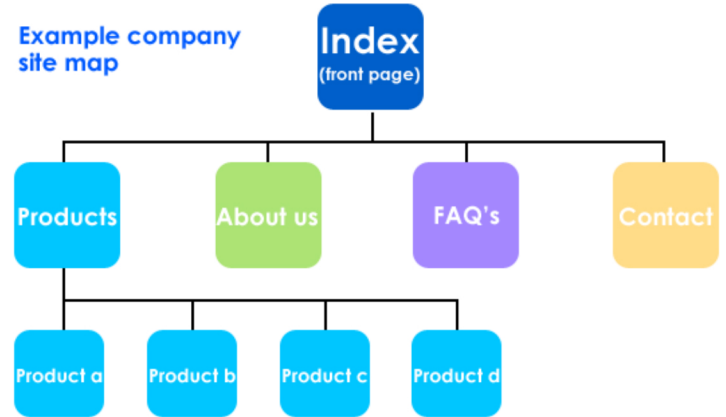 Example company
site map
Index
(front page)
Products
About us
FAQ's
Contact
Product a
Product b
Product c
Product d